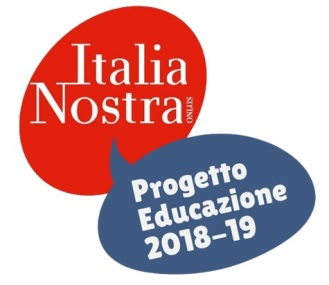 Italia
Nostra
ONLUS
Progetto
Educazione
2018–19